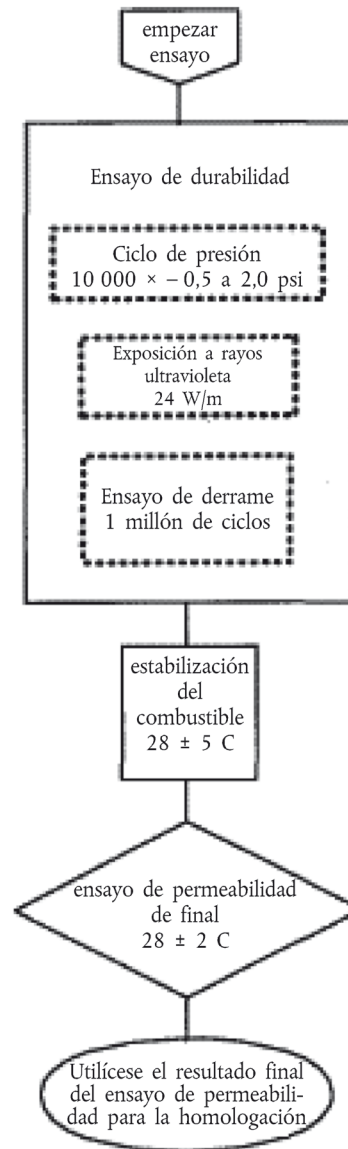 empezar
ensayo
Ensayo de durabilidad
Ciclo de presión
10 000 × – 0,5 a 2,0 psi
Exposición a rayos
ultravioleta
24 W/m
Ensayo de derrame
1 millón de ciclos
estabilización
del
combustible
28 ± 5 C
ensayo de permeabilidad
de final
28 ± 2 C
Utilícese el resultado final
del ensayo de permeabili-
dad para la homologación